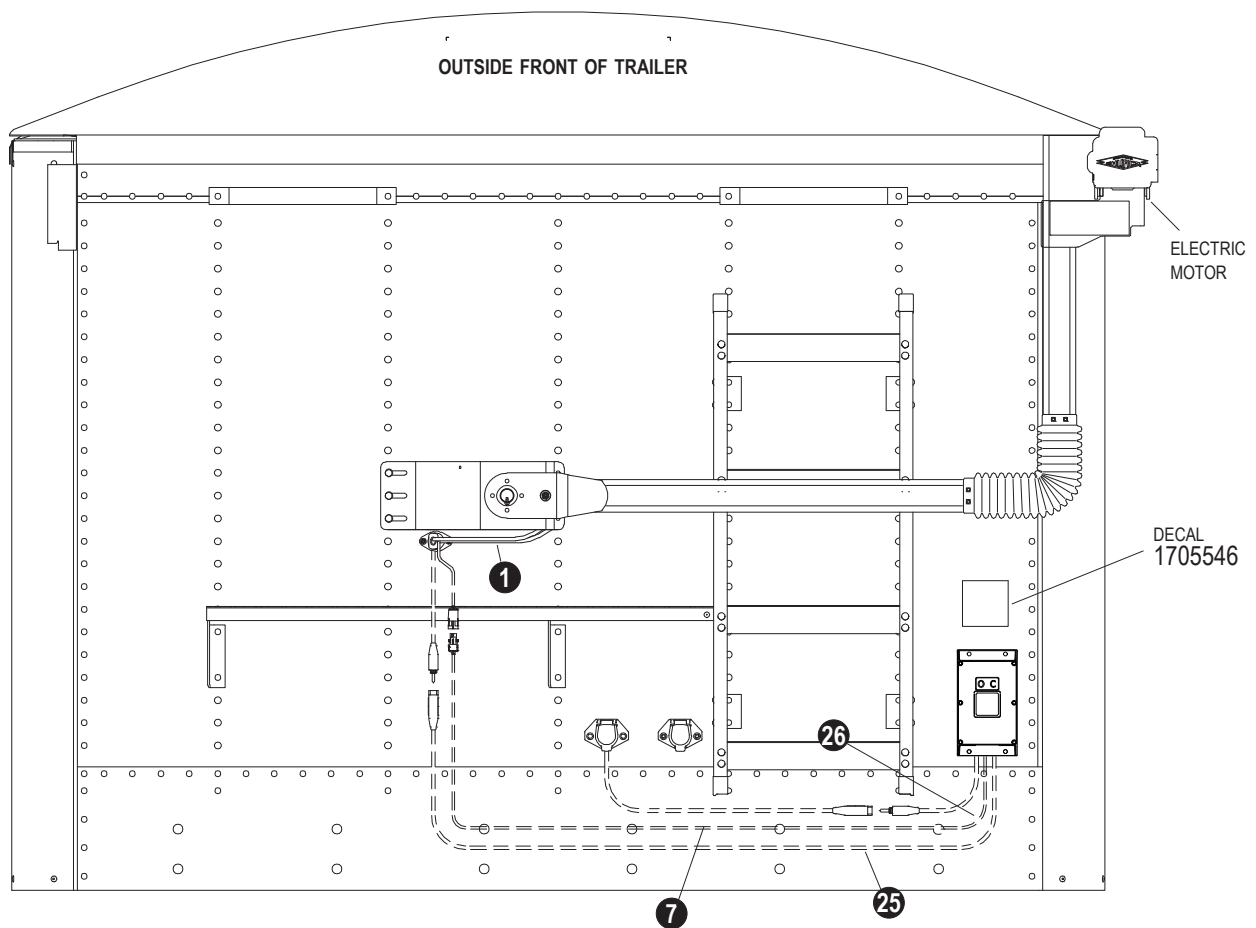 OUTSIDE FRONT OF TRAILER
ELECTRIC
MOTOR
DECAL
1705546
1
O C
26
7
25